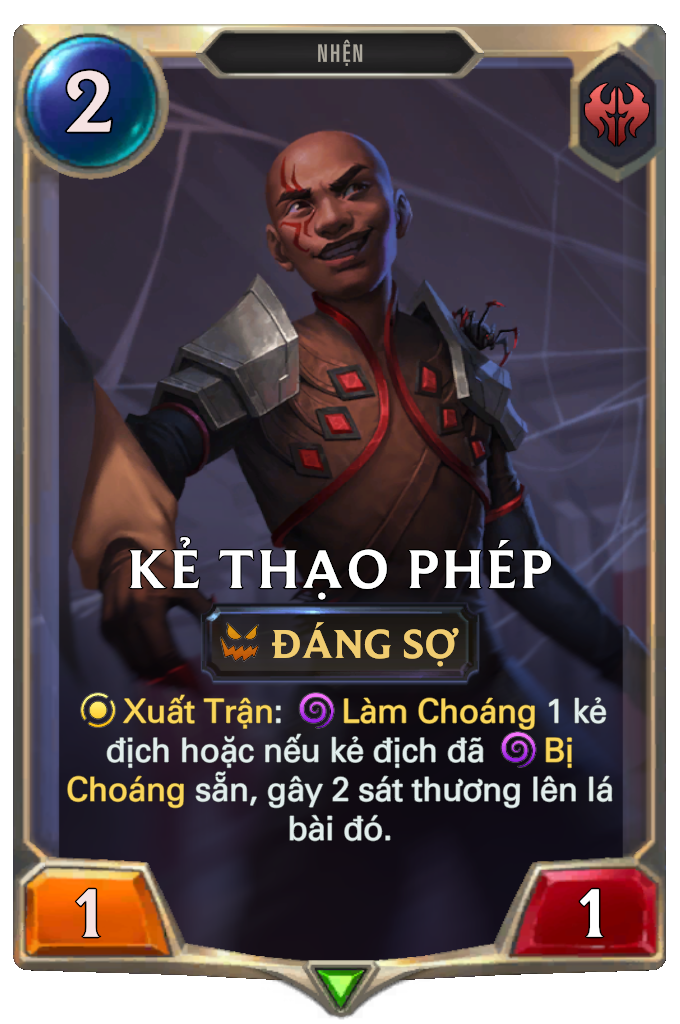 2
NHỆN
KẺ THẠO PHÉP
ĐÁNG SỢ
Xuất Trận: Làm Choáng 1 kẻ
địch hoặc nếu kẻ địch đã Bị
Choáng sẵn, gây 2 sát thương lên lá
bài đó.
1
1